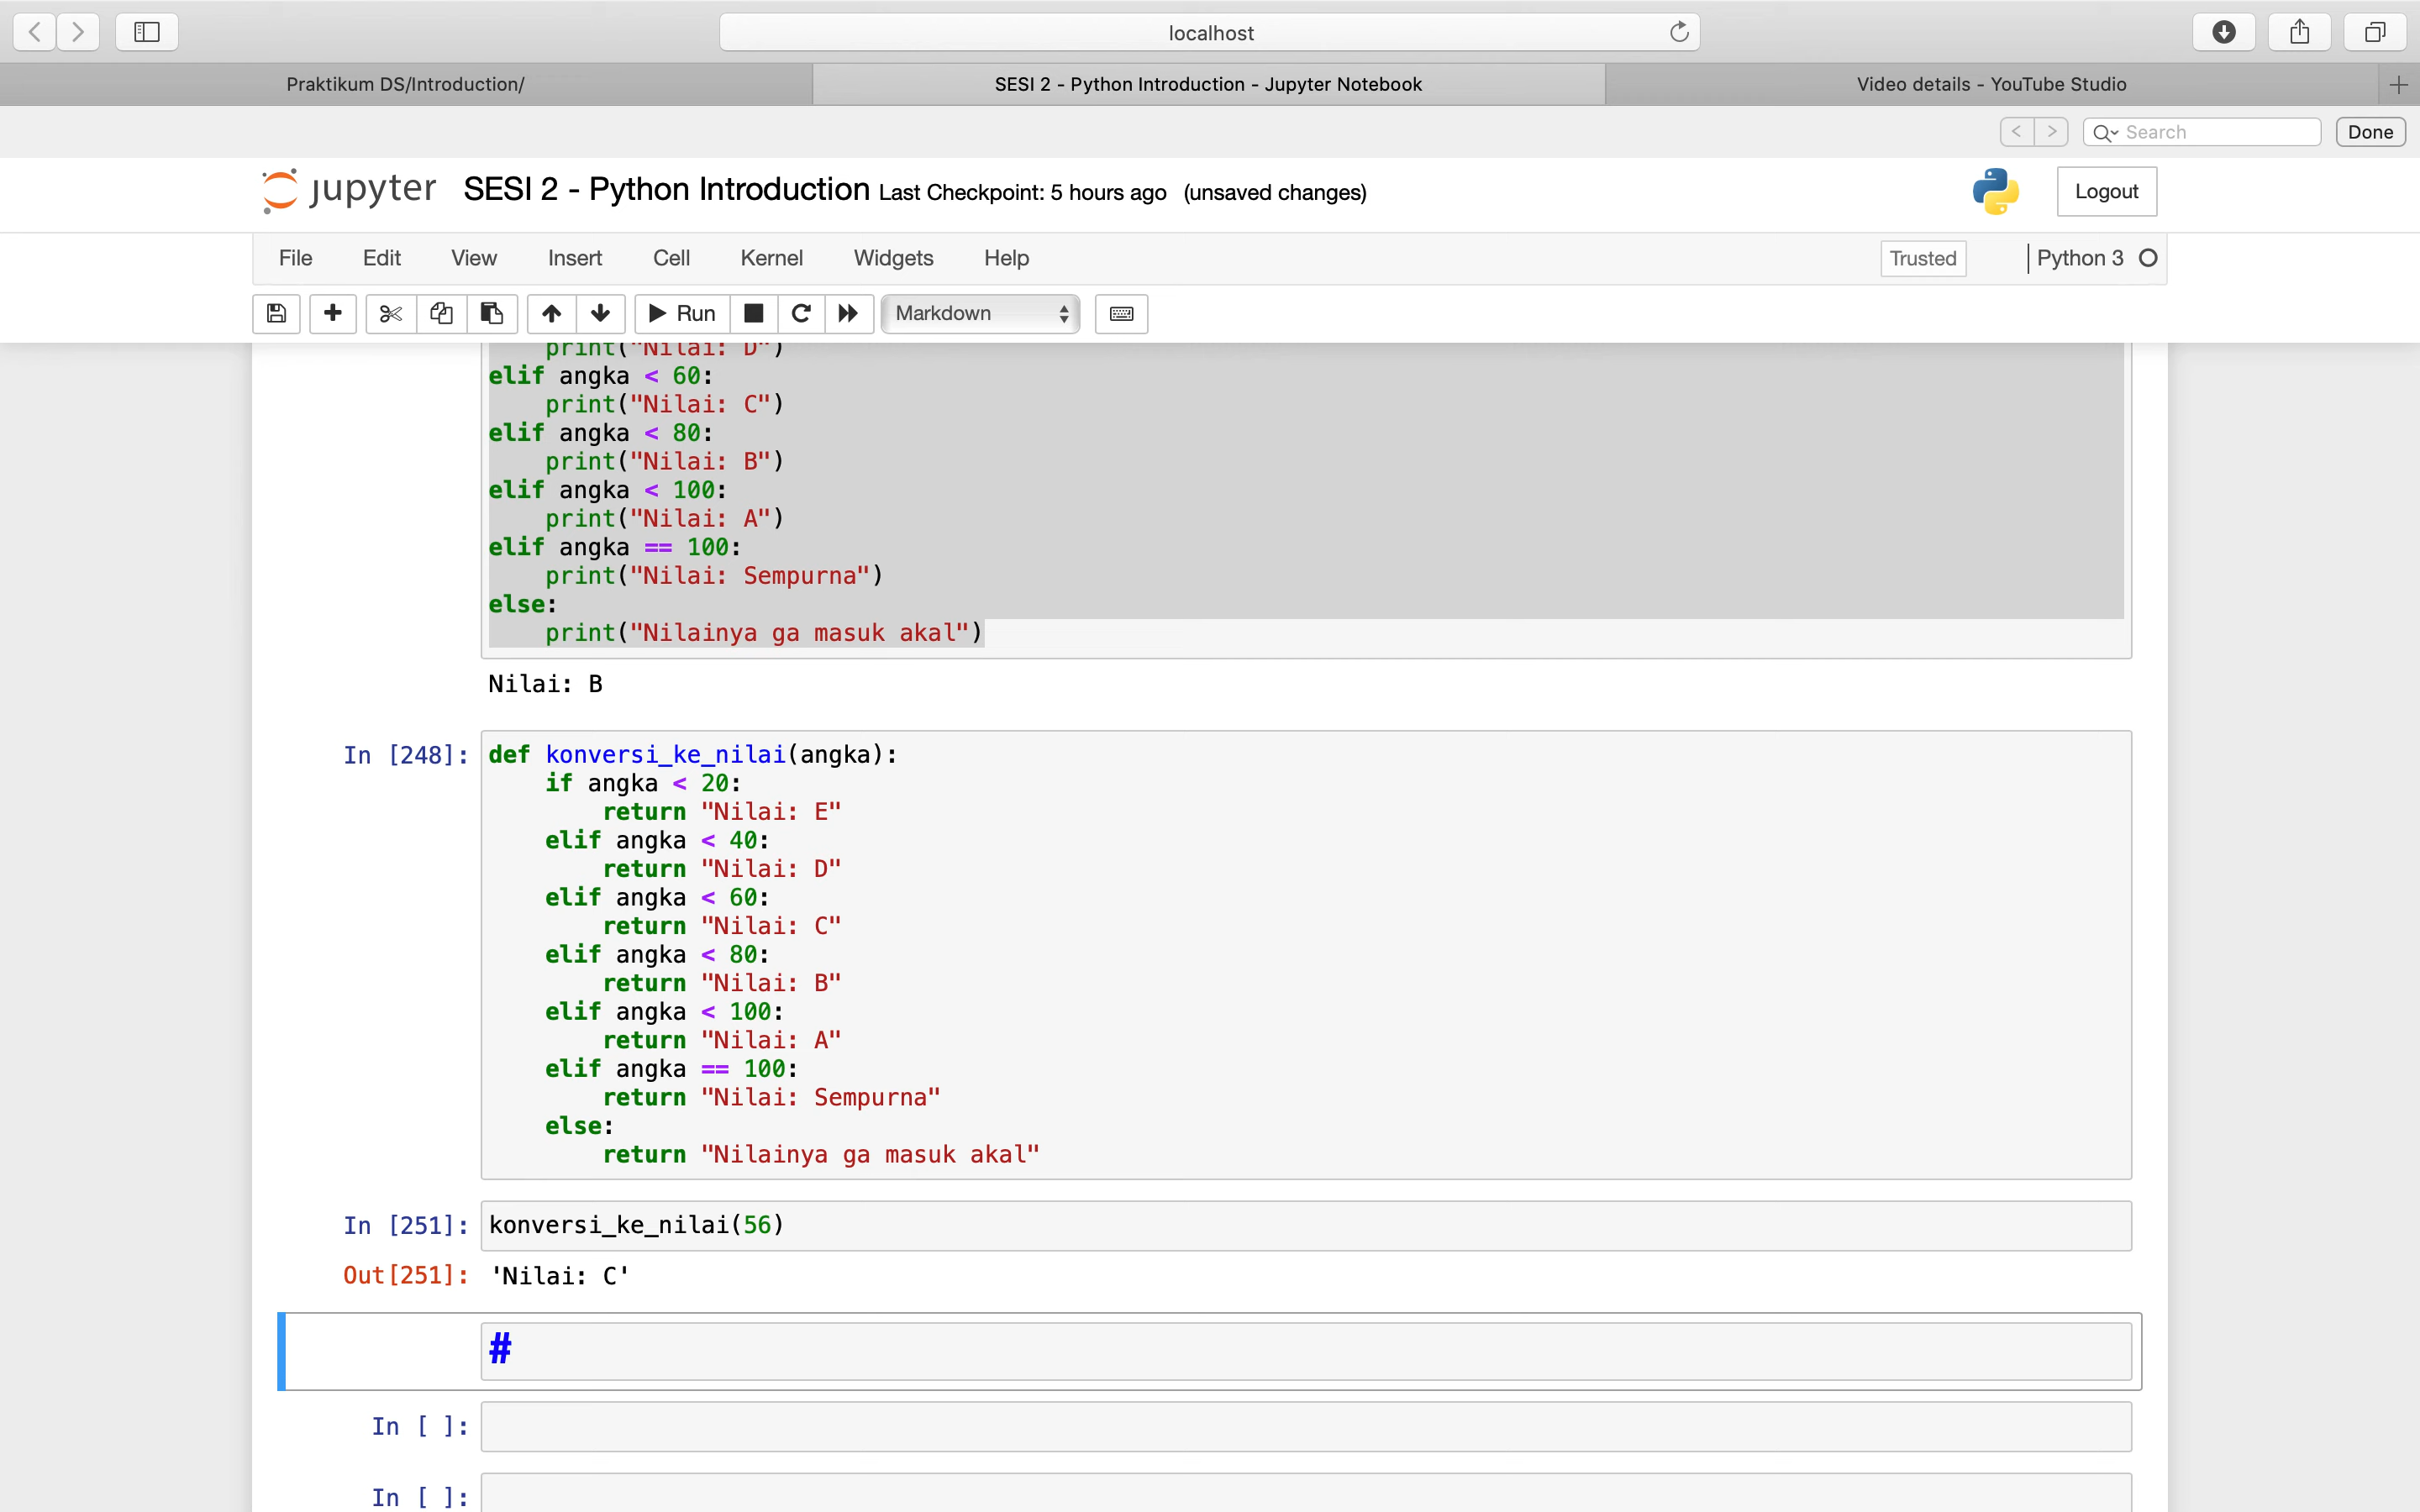 localhost
Praktikum DS/Introduction/
SESI 2 - Python Introduction - Jupyter Notebook
Video details - YouTube Studio
Search
Done
jupyter
SESI 2 - Python Introduction Last Checkpoint: 5 hours ago (unsaved changes)
Logout
File Edit View Insert Cell Kernel Widgets Help
Trusted
Python 3
Run
Markdown
    print("Nilai: D")
elif angka < 60:
    print("Nilai: C")
elif angka < 80:
    print("Nilai: B")
elif angka < 100:
    print("Nilai: A")
elif angka == 100:
    print("Nilai: Sempurna")
else:
    print("Nilainya ga masuk akal")
Nilai: B
In [248]: def konversi_ke_nilai(angka):
    if angka < 20:
        return "Nilai: E"
    elif angka < 40:
        return "Nilai: D"
    elif angka < 60:
        return "Nilai: C"
    elif angka < 80:
        return "Nilai: B"
    elif angka < 100:
        return "Nilai: A"
    elif angka == 100:
        return "Nilai: Sempurna"
    else:
        return "Nilainya ga masuk akal"
In [251]: konversi_ke_nilai(56)
Out[251]: 'Nilai: C'
#
In [ ]:
In [ ]: